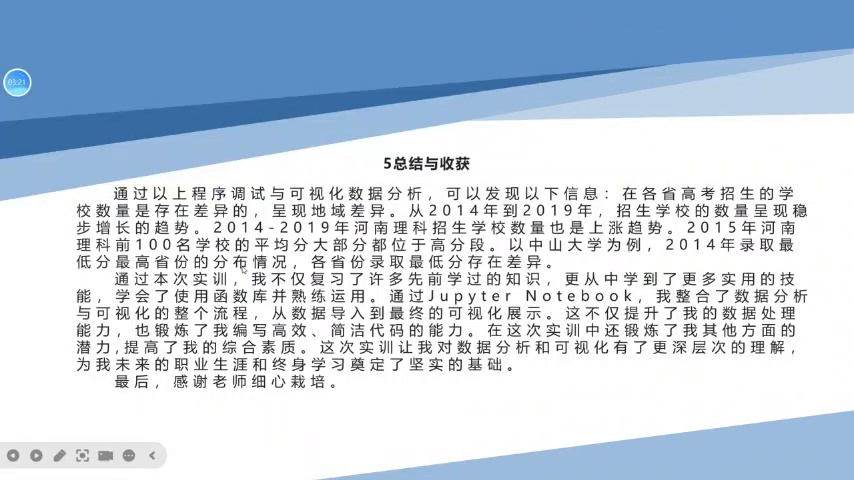 03:21
5总结与收获
通过以上程序调试与可视化数据分析，可以发现以下信息：在各省高考招生的学
校数量是存在差异的，呈现地域差异。从2014年到2019年，招生学校的数量呈现稳
步增长的趋势。2014-2019年河南理科招生学校数量也是上涨趋势。2015年河南
理科前100名学校的平均分大部分都位于高分段。以中山大学为例，2014年录取最
低分最高省份的分布情况，各省份录取最低分存在差异。
通过本次实训，我不仅复习了许多先前学过的知识，更从中学到了更多实用的技
能，学会了使用函数库并熟练运用。通过Jupyter Notebook，我整合了数据分析
与可视化的整个流程，从数据导入到最终的可视化展示。这不仅提升了我的数据处理
能力，也锻炼了我编写高效、简洁代码的能力。在这次实训中还锻炼了我其他方面的
潜力,提高了我的综合素质。这次实训让我对数据分析和可视化有了更深层次的理解，
为我未来的职业生涯和终身学习奠定了坚实的基础。
最后，感谢老师细心栽培。